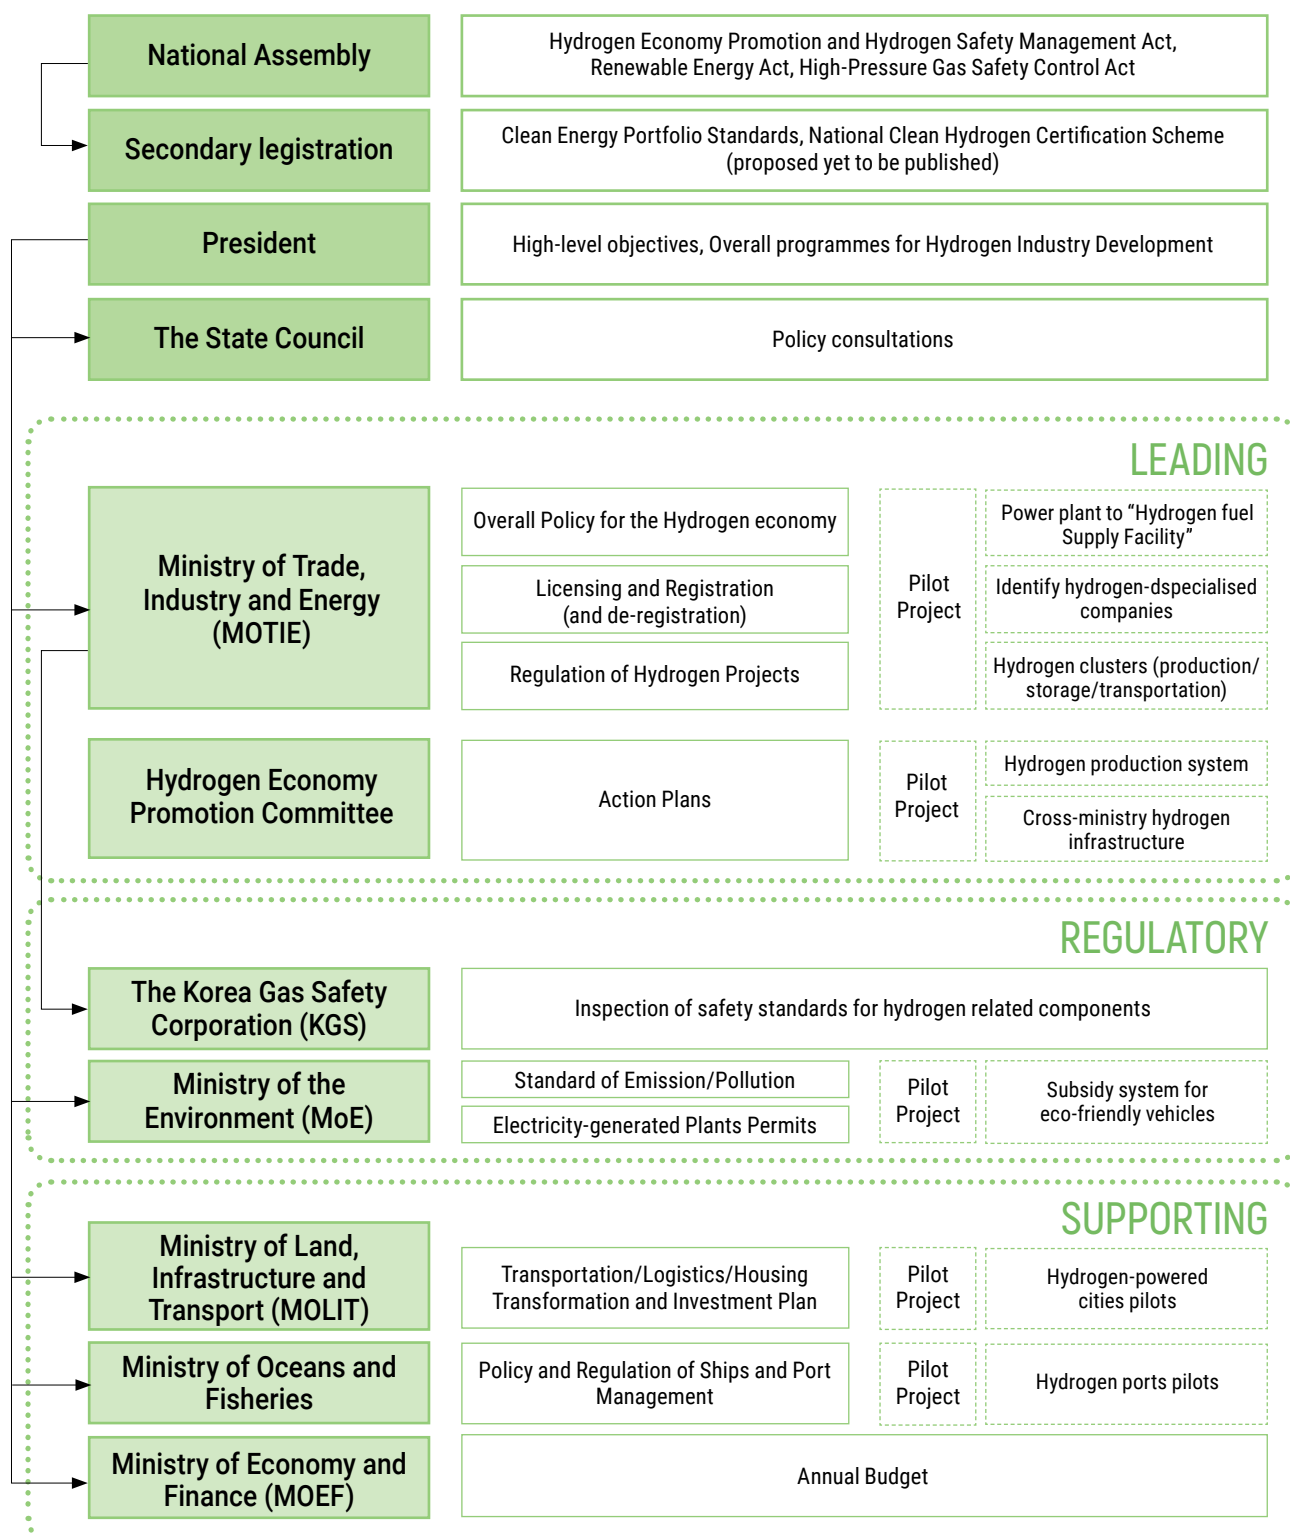 National Assembly
Hydrogen Economy Promotion and Hydrogen Safety Management Act,
Renewable Energy Act, High-Pressure Gas Safety Control Act
Secondary legistration
Clean Energy Portfolio Standards, National Clean Hydrogen Certification Scheme
(proposed yet to be published)
President
High-level objectives, Overall programmes for Hydrogen Industry Development
The State Council
Policy consultations
LEADING
Ministry of Trade,
Industry and Energy
(MOTIE)
Overall Policy for the Hydrogen economy
Licensing and Registration
(and de-registration)
Regulation of Hydrogen Projects
Pilot
Project
Power plant to “Hydrogen fuel
Supply Facility”
Identify hydrogen-dspecialised
companies
Hydrogen clusters (production/
storage/transportation)
Hydrogen Economy
Promotion Committee
Action Plans
Pilot
Project
Hydrogen production system
Cross-ministry hydrogen
infrastructure
REGULATORY
The Korea Gas Safety
Corporation (KGS)
Inspection of safety standards for hydrogen related components
Ministry of the
Environment (MoE)
Standard of Emission/Pollution
Electricity-generated Plants Permits
Pilot
Project
Subsidy system for
eco-friendly vehicles
SUPPORTING
Ministry of Land,
Infrastructure and
Transport (MOLIT)
Transportation/Logistics/Housing
Transformation and Investment Plan
Pilot
Project
Hydrogen-powered
cities pilots
Ministry of Oceans and
Fisheries
Policy and Regulation of Ships and Port
Management
Pilot
Project
Hydrogen ports pilots
Ministry of Economy and
Finance (MOEF)
Annual Budget